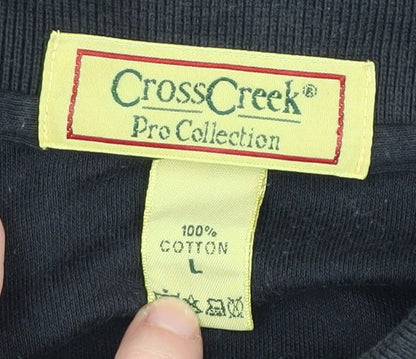 CrossCreek®
Pro Collection
100%
COTTON
L